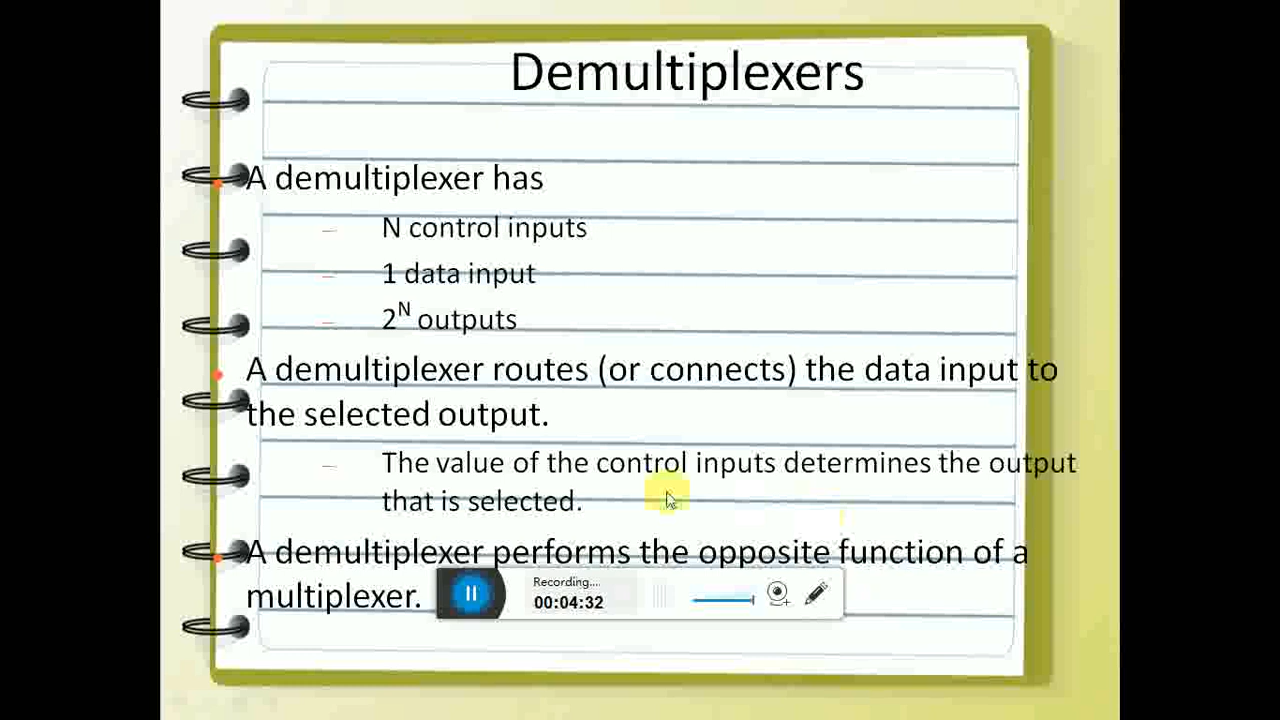 Demultiplexers
• A demultiplexer has
– N control inputs
– 1 data input
– 2^N outputs
• A demultiplexer routes (or connects) the data input to
the selected output.
– The value of the control inputs determines the output
that is selected.
• A demultiplexer performs the opposite function of a
multiplexer.
Recording....
00:04:32